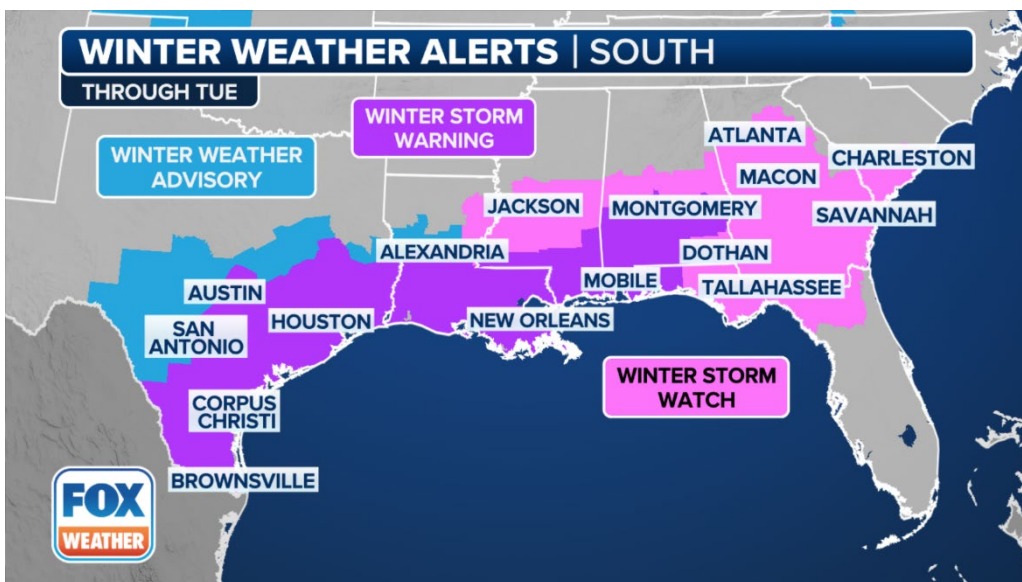 WINTER WEATHER ALERTS | SOUTH
THROUGH TUE
WINTER STORM
WARNING
WINTER WEATHER
ADVISORY
ATLANTA
CHARLESTON
MACON
JACKSON
MONTGOMERY
SAVANNAH
ALEXANDRIA
DOTHAN
MOBILE
TALLAHASSEE
AUSTIN
HOUSTON
NEW ORLEANS
SAN
ANTONIO
WINTER STORM
WATCH
CORPUS
CHRISTI
BROWNSVILLE
FOX
WEATHER